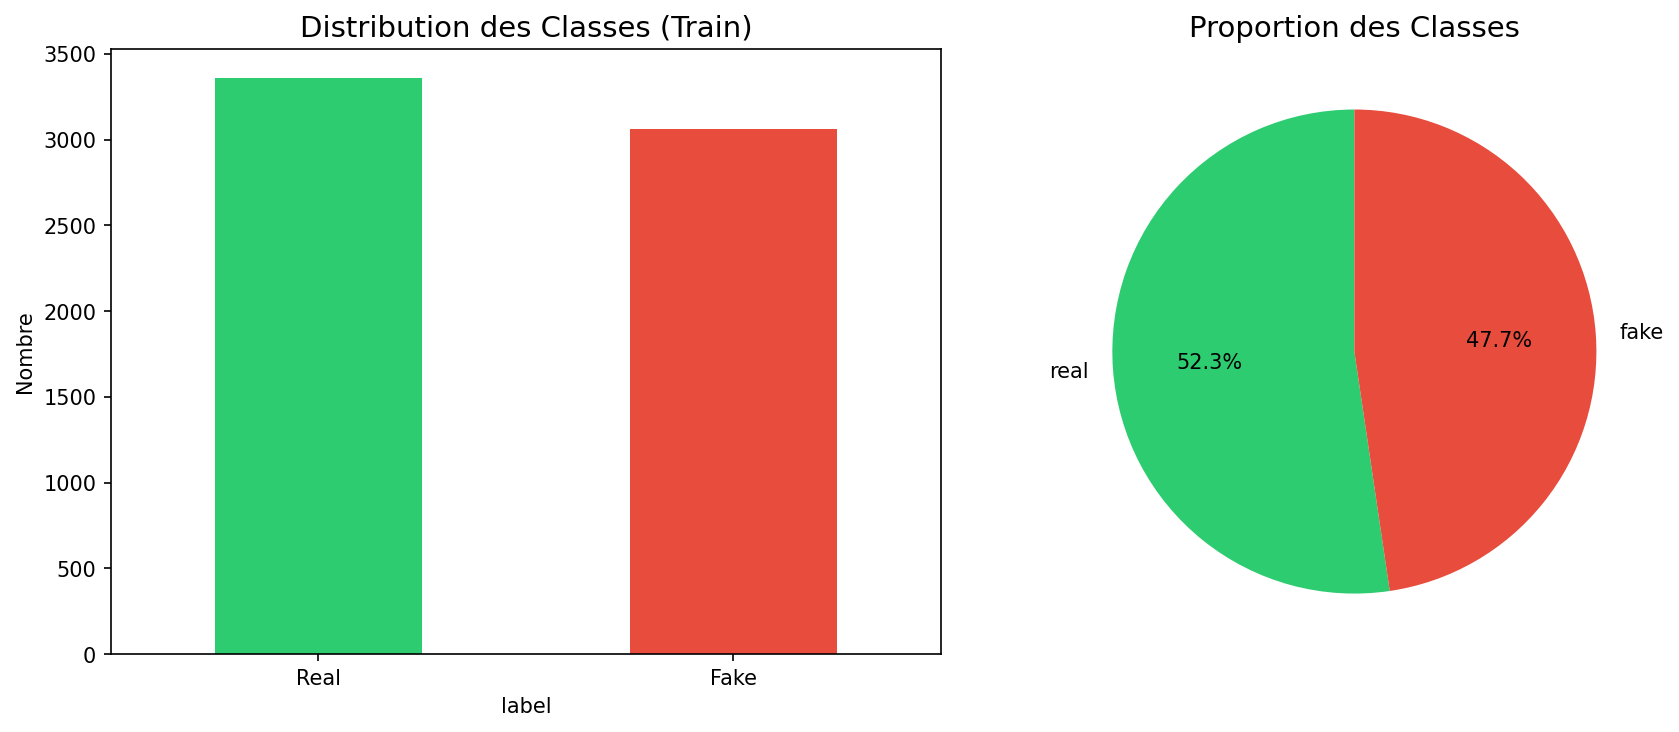 Distribution des Classes (Train)
3500
3000
2500
2000
1500
1000
500
0
Nombre
Real
Fake
label
Proportion des Classes
real
52.3%
47.7%
fake